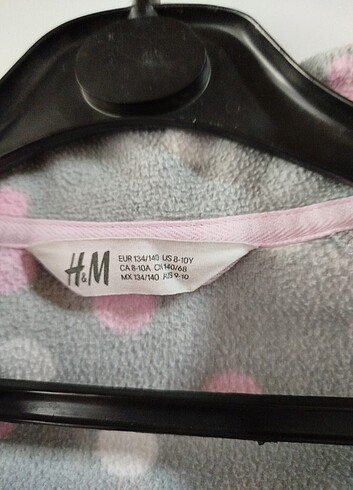 H&M
EUR 134/140 US 8-10Y
CA 8-10A CN 140/68
MX 134/140 AUS 9-10